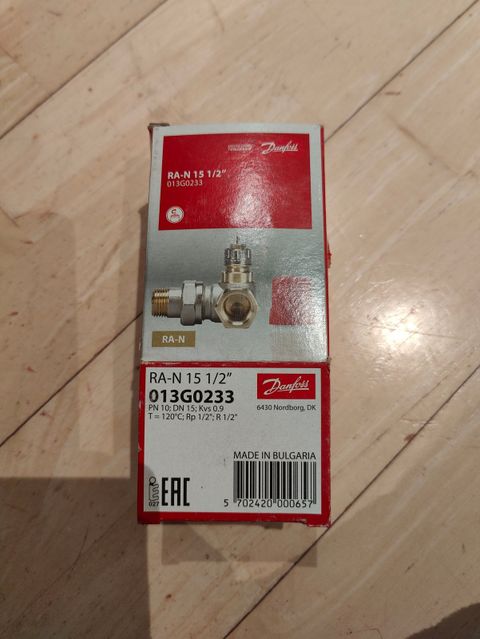 Danfoss
RA-N 15 1/2"
013G0233
RA-N
RA-N 15 1/2"
013G0233
PN 10; DN 15; Kvs 0.9
T = 120°C; Rp 1/2"; R 1/2"
Danfoss
6430 Nordborg, DK
MADE IN BULGARIA
027
EAC
5 702420 000657